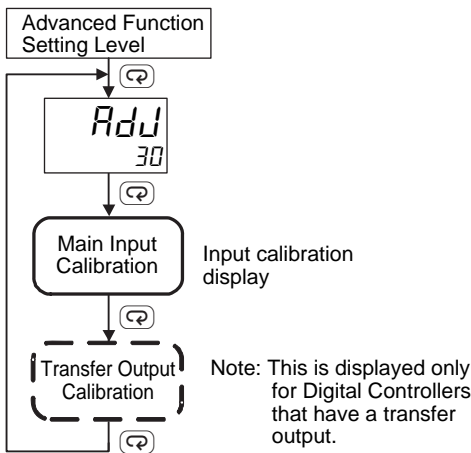 Advanced Function
Setting Level
AdJ
30
Main Input
Calibration
Input calibration
display
Transfer Output
Calibration
Note: This is displayed only
for Digital Controllers
that have a transfer
output.